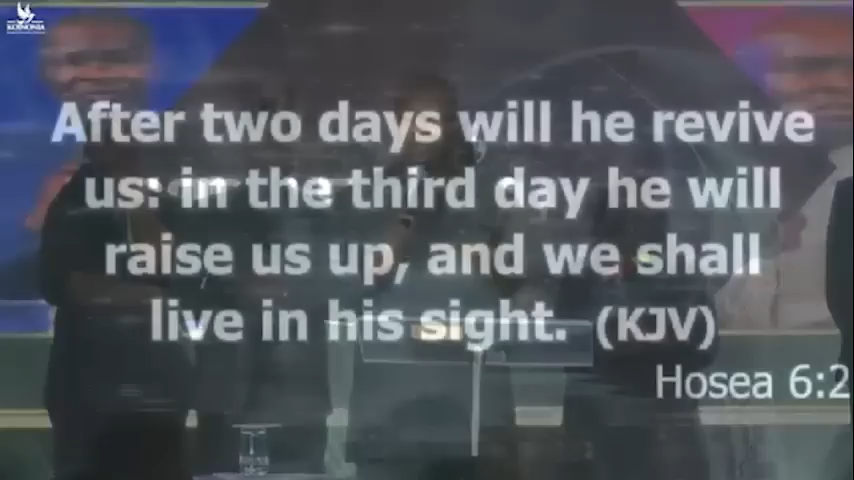 KOINONIA
After two days will he revive
us: in the third day he will
raise us up, and we shall
live in his sight. (KJV)
Hosea 6:2